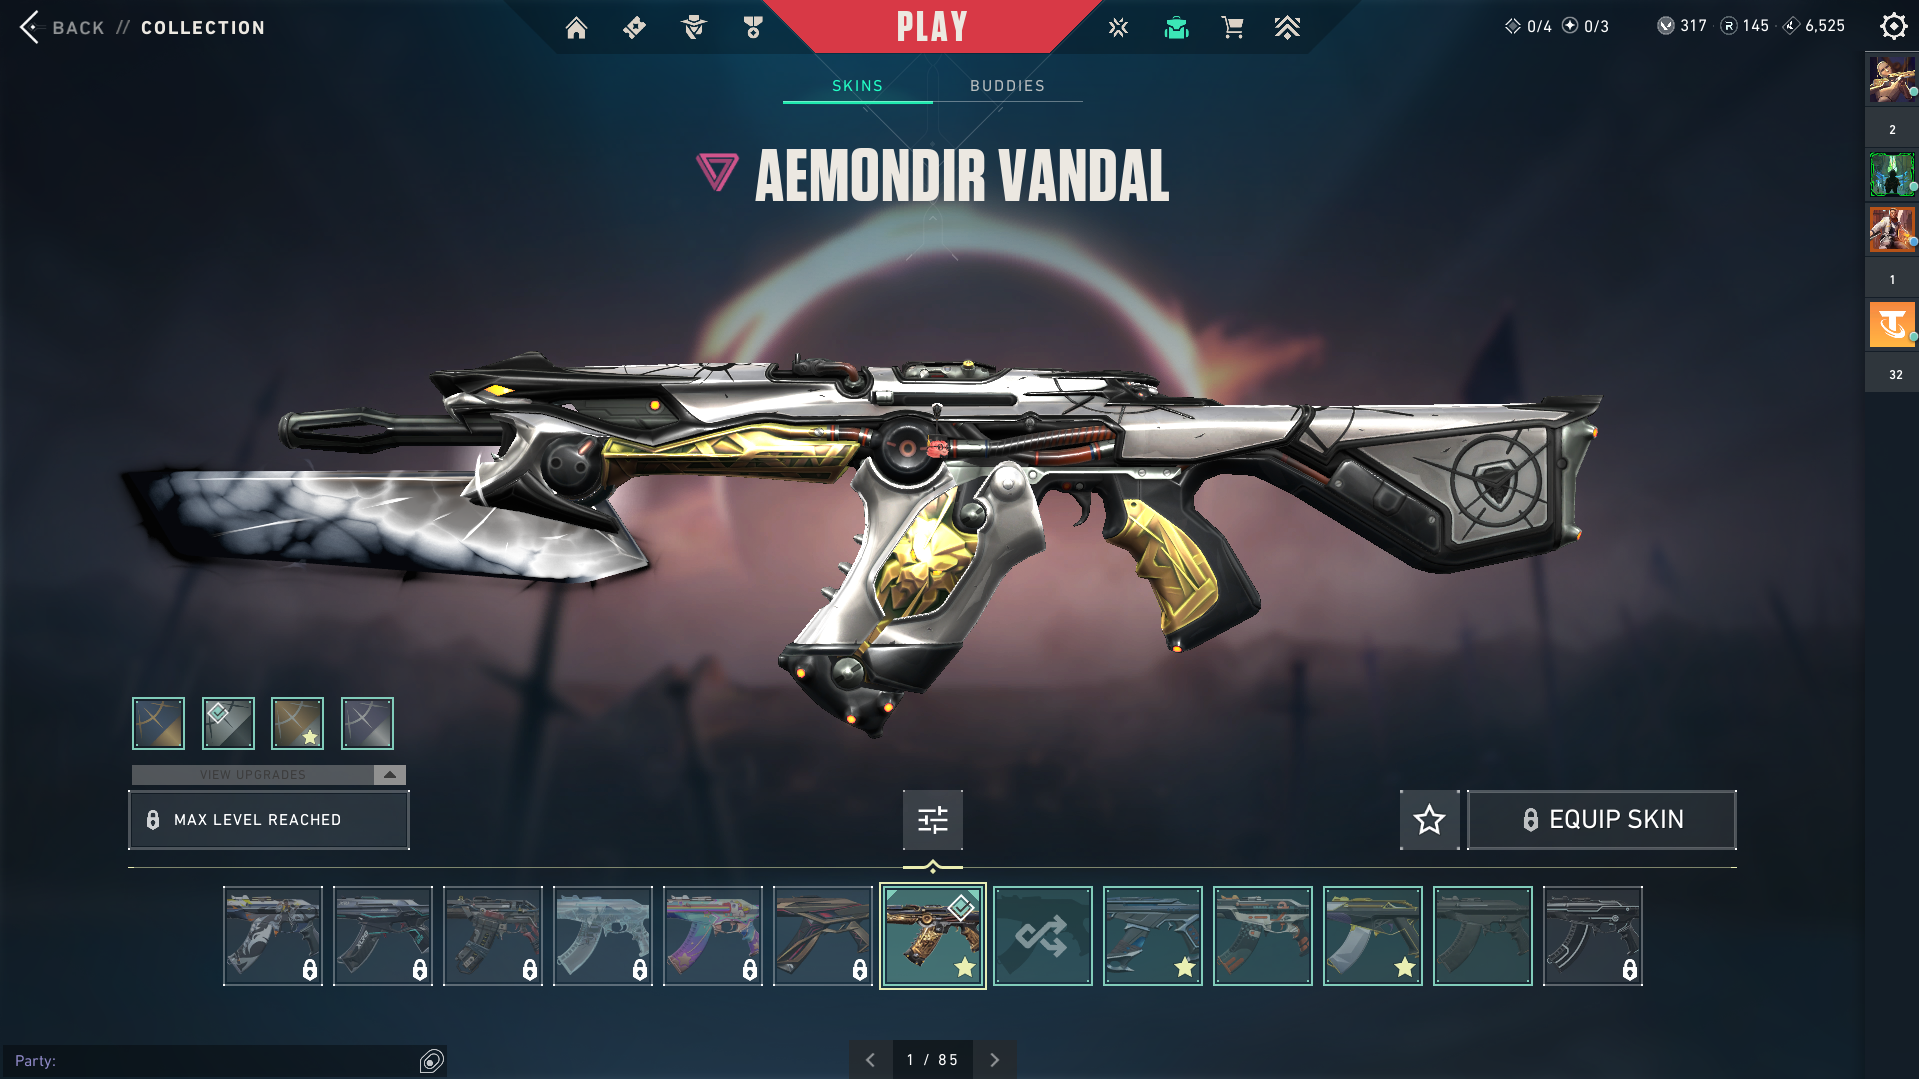 BACK // COLLECTION
PLAY
0/4 0/3 317 145 6,525
SKINS BUDDIES
AEMONDIR VANDAL
2
1
32
VIEW UPGRADES
MAX LEVEL REACHED
EQUIP SKIN
Party:
1 / 85